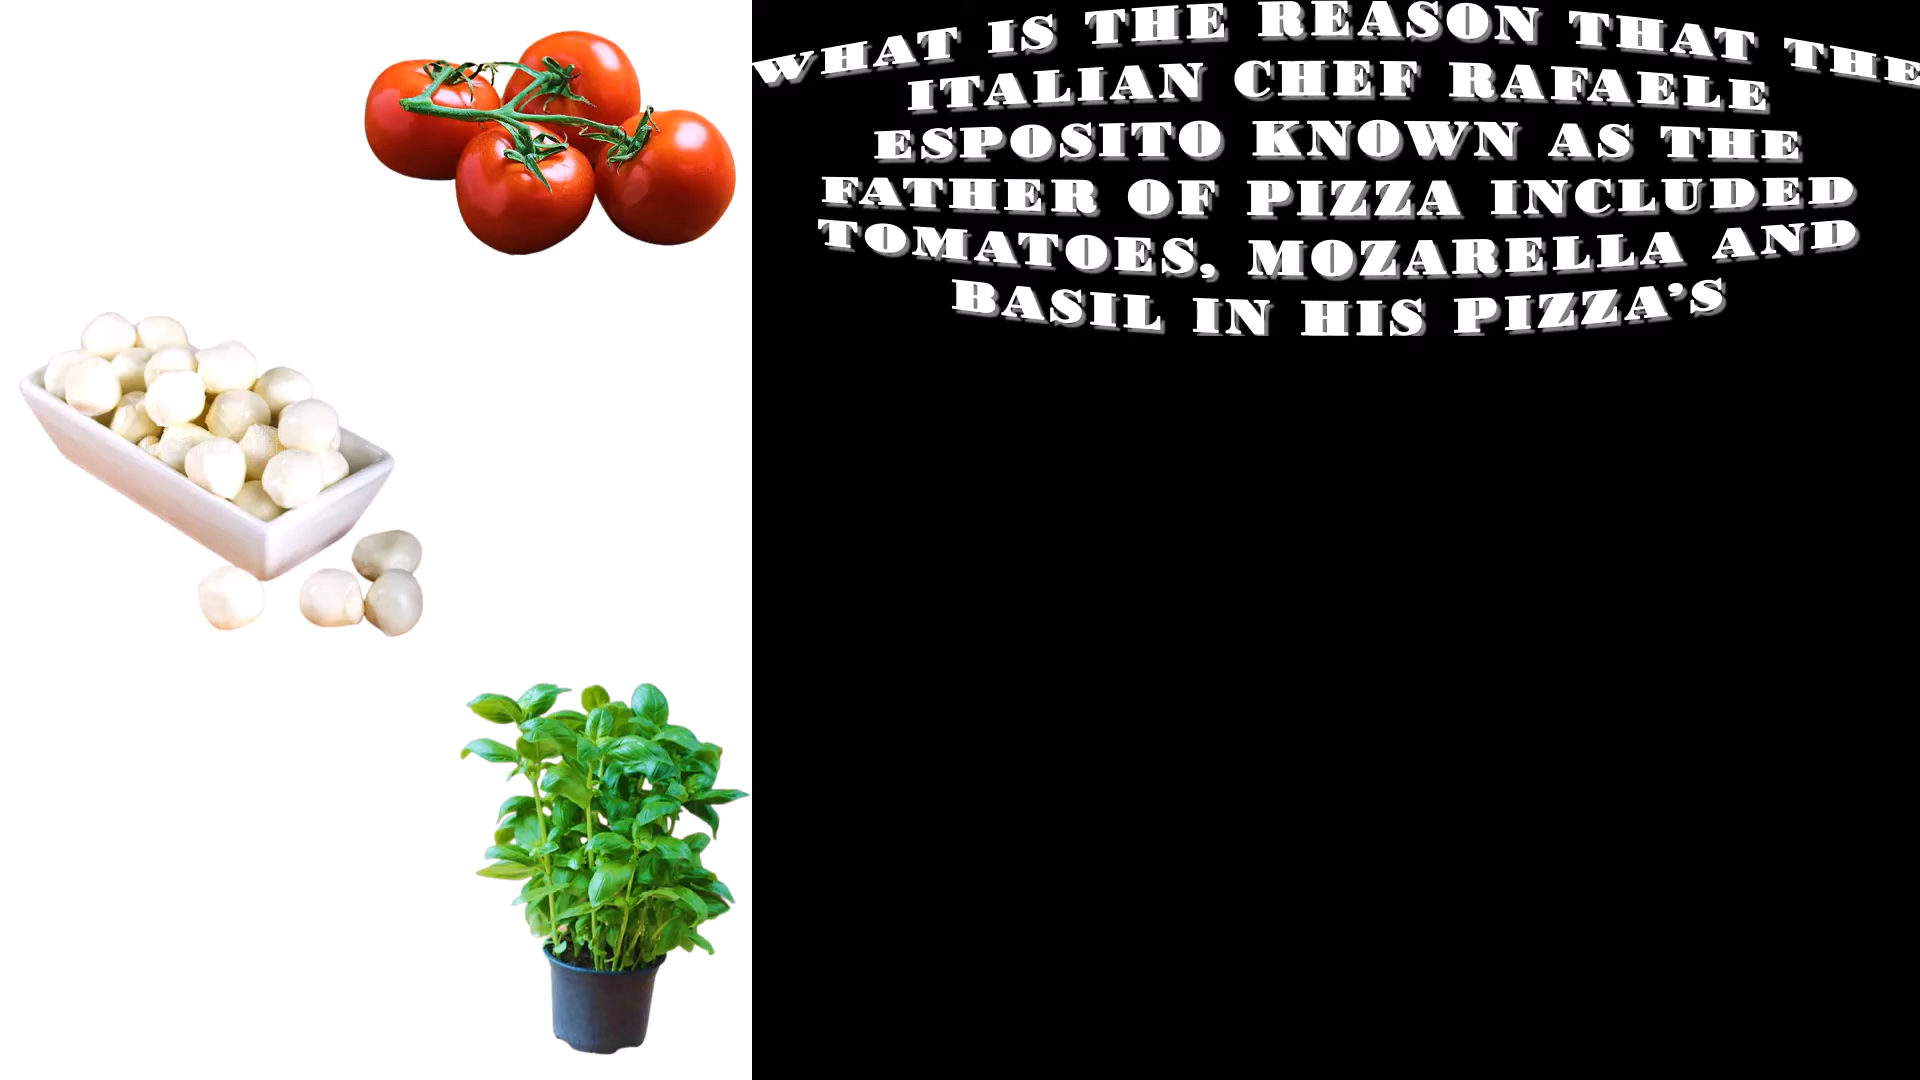 WHAT IS THE REASON THAT THE
ITALIAN CHEF RAFAELE
ESPOSITO KNOWN AS THE
FATHER OF PIZZA INCLUDED
TOMATOES, MOZARELLA AND
BASIL IN HIS PIZZA'S